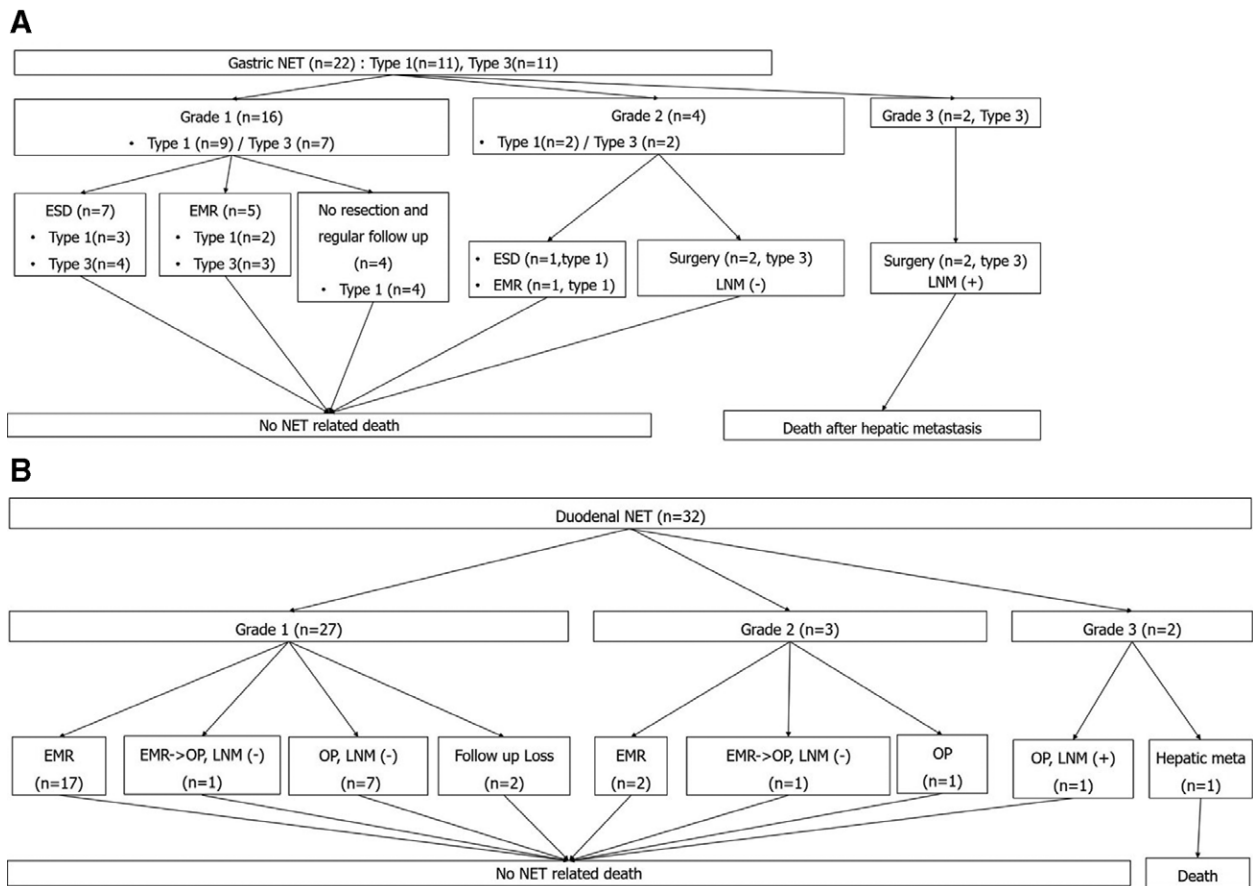 A
Gastric NET (n=22) : Type 1(n=11), Type 3(n=11)
Grade 1 (n=16)
• Type 1 (n=9) / Type 3 (n=7)
Grade 2 (n=4)
• Type 1(n=2) / Type 3 (n=2)
Grade 3 (n=2, Type 3)
ESD (n=7)
• Type 1(n=3)
• Type 3(n=4)
EMR (n=5)
• Type 1(n=2)
• Type 3(n=3)
No resection and
regular follow up
(n=4)
• Type 1 (n=4)
• ESD (n=1,type 1)
• EMR (n=1, type 1)
Surgery (n=2, type 3)
LNM (-)
Surgery (n=2, type 3)
LNM (+)
No NET related death
Death after hepatic metastasis
B
Duodenal NET (n=32)
Grade 1 (n=27)
Grade 2 (n=3)
Grade 3 (n=2)
EMR
(n=17)
EMR->OP, LNM (-)
(n=1)
OP, LNM (-)
(n=7)
Follow up Loss
(n=2)
EMR
(n=2)
EMR->OP, LNM (-)
(n=1)
OP
(n=1)
OP, LNM (+)
(n=1)
Hepatic meta
(n=1)
No NET related death
Death